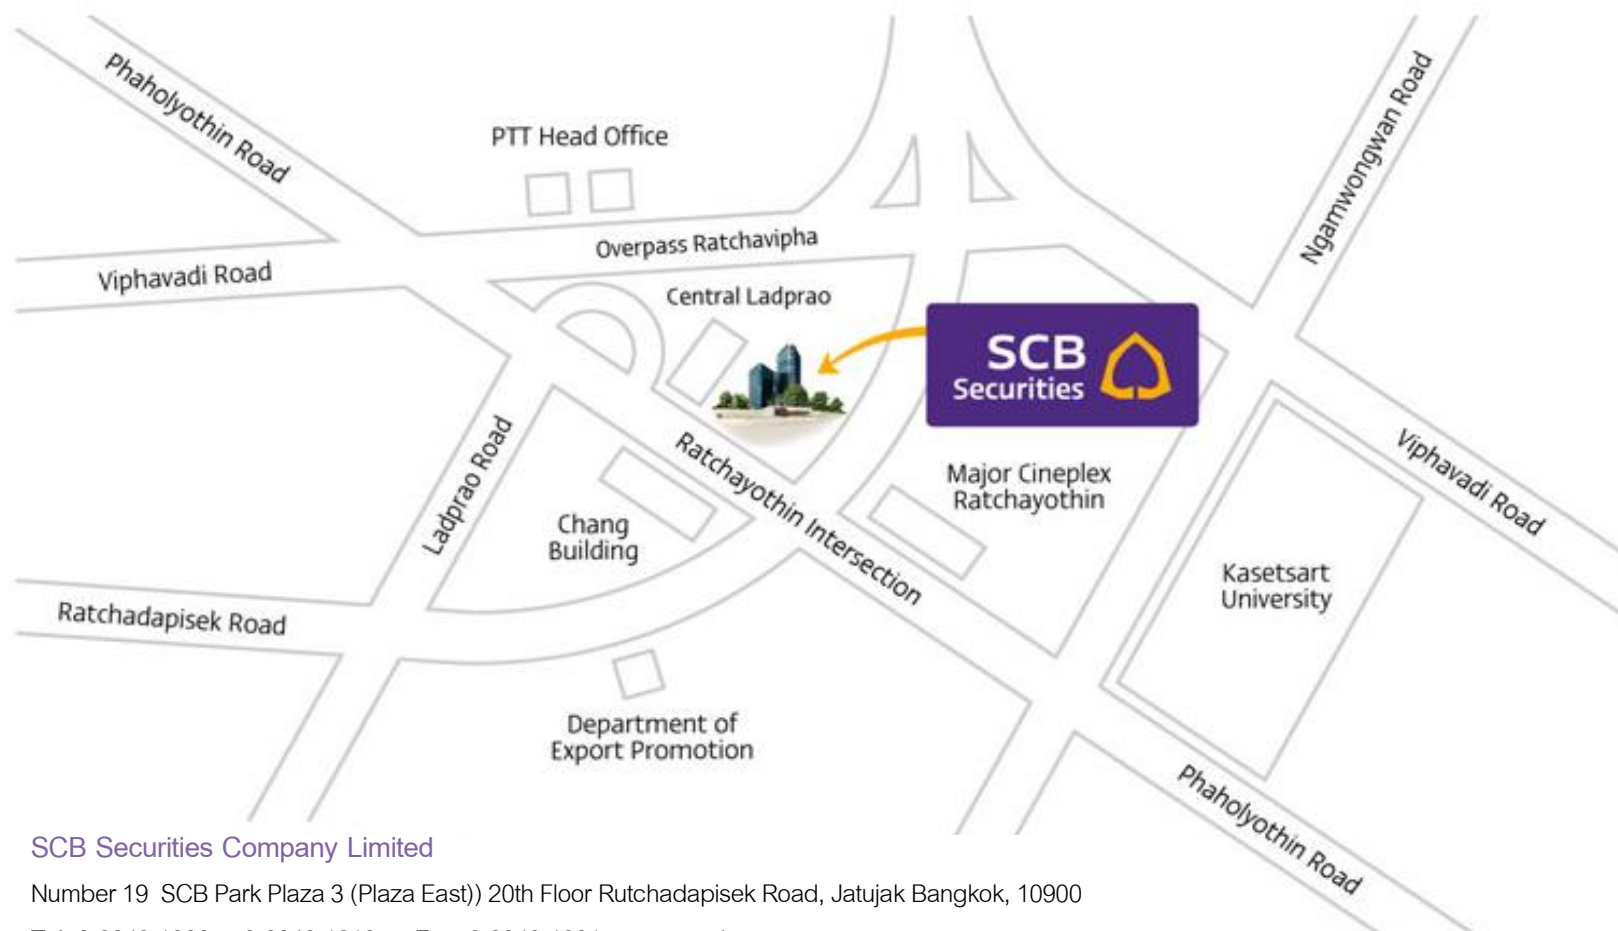 Phaholyothin Road
PTT Head Office
Ngamwongwan Road
Overpass Ratchavipha
Viphavadi Road
Central Ladprao
SCB
Securities
Ladprao Road
Ratchayothin Intersection
Major Cineplex
Ratchayothin
Viphavadi Road
Chang
Building
Kasetsart
University
Ratchadapisek Road
Department of
Export Promotion
Phaholyothin Road
SCB Securities Company Limited
Number 19 SCB Park Plaza 3 (Plaza East)) 20th Floor Rutchadapisek Road, Jatujak Bangkok, 10900